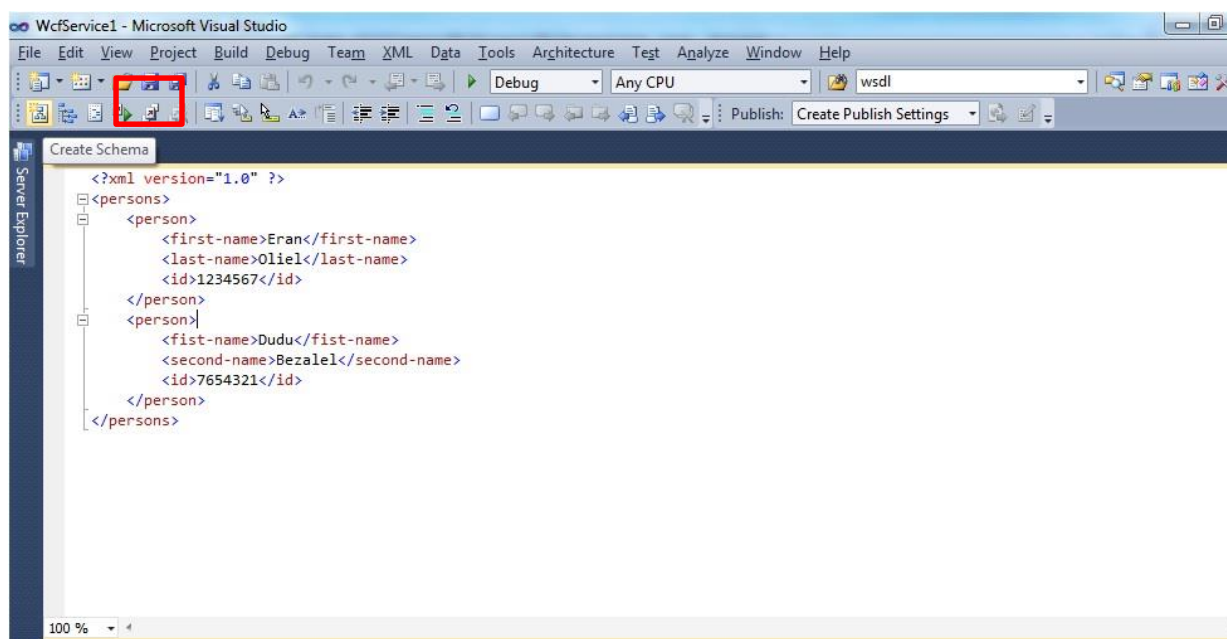 WcfService1 - Microsoft Visual Studio
File Edit View Project Build Debug Team XML Data Tools Architecture Test Analyze Window Help
Debug Any CPU wsdl
Publish: Create Publish Settings
Create Schema
Server Explorer
<?xml version="1.0" ?>
<persons>
<person>
<first-name>Eran</first-name>
<last-name>Oliel</last-name>
<id>1234567</id>
</person>
<person>
<fist-name>Dudu</fist-name>
<second-name>Bezalel</second-name>
<id>7654321</id>
</person>
</persons>
100 %